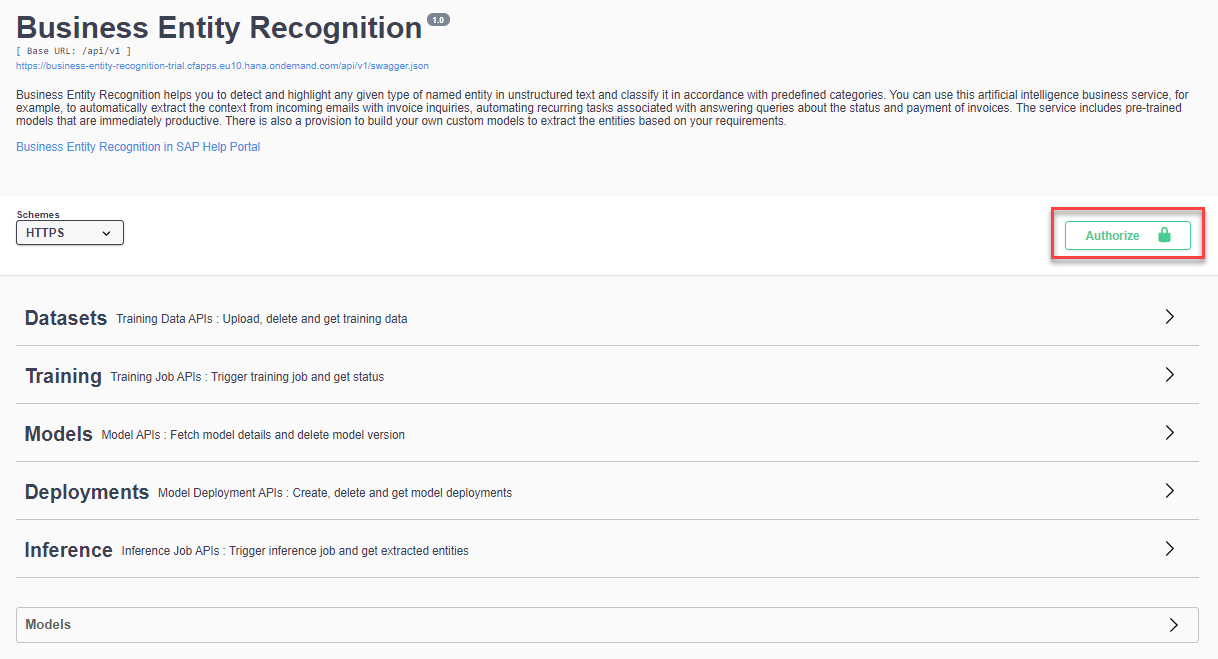 Business Entity Recognition 1.0
[ Base URL: /api/v1 ]
https://business-entity-recognition-trial.cfapps.eu10.hana.ondemand.com/api/v1/swagger.json
Business Entity Recognition helps you to detect and highlight any given type of named entity in unstructured text and classify it in accordance with predefined categories. You can use this artificial intelligence business service, for
example, to automatically extract the context from incoming emails with invoice inquiries, automating recurring tasks associated with answering queries about the status and payment of invoices. The service includes pre-trained
models that are immediately productive. There is also a provision to build your own custom models to extract the entities based on your requirements.
Business Entity Recognition in SAP Help Portal
Schemes
HTTPS
Authorize
Datasets Training Data APIs : Upload, delete and get training data
Training Training Job APIs : Trigger training job and get status
Models Model APIs : Fetch model details and delete model version
Deployments Model Deployment APIs : Create, delete and get model deployments
Inference Inference Job APIs : Trigger inference job and get extracted entities
Models